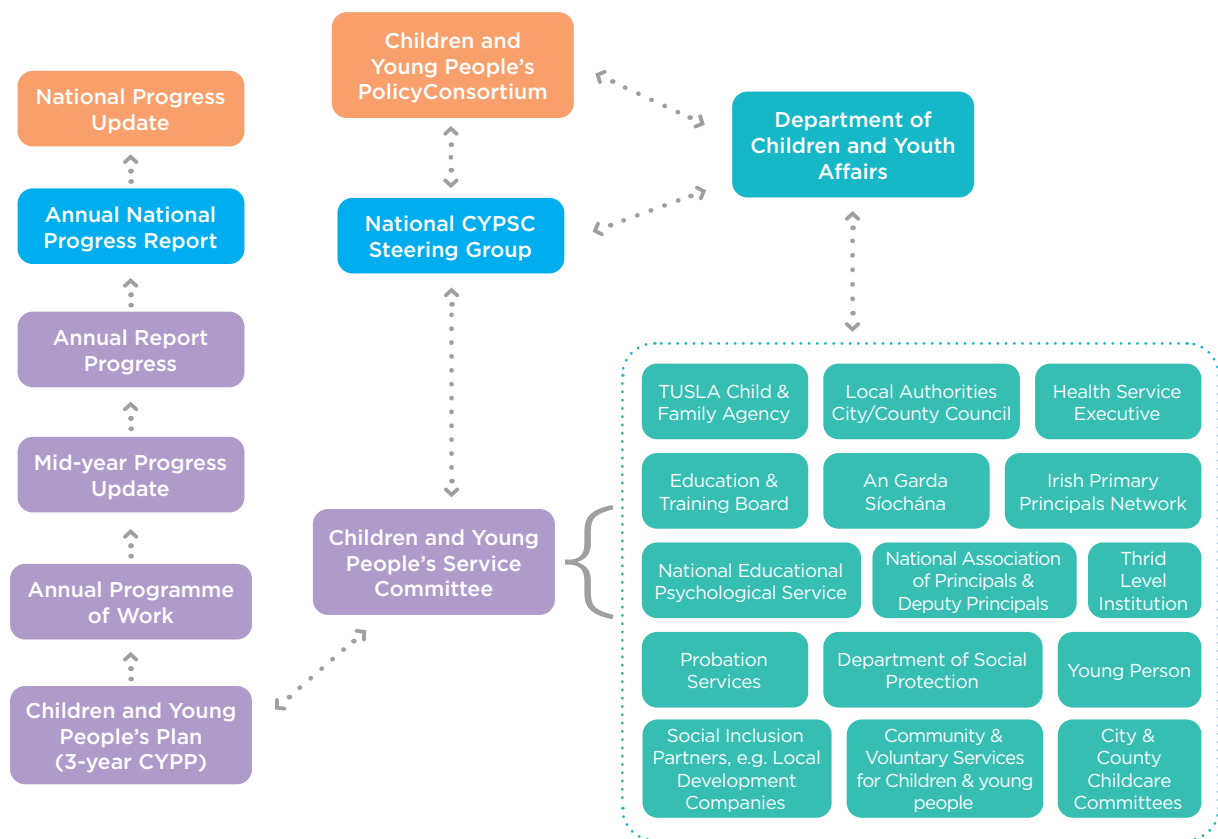 National Progress
Update
Annual National
Progress Report
Annual Report
Progress
Mid-year Progress
Update
Annual Programme
of Work
Children and Young
People's Plan
(3-year CYPP)
Children and
Young People's
PolicyConsortium
National CYPSC
Steering Group
Children and Young
People's Service
Committee
Department of
Children and Youth
Affairs
TUSLA Child &
Family Agency
Local Authorities
City/County Council
Health Service
Executive
Education &
Training Board
An Garda
Síochána
Irish Primary
Principals Network
National Educational
Psychological Service
National Association
of Principals &
Deputy Principals
Thrid
Level
Institution
Probation
Services
Department of Social
Protection
Young Person
Social Inclusion
Partners, e.g. Local
Development
Companies
Community &
Voluntary Services
for Children & young
people
City &
County
Childcare
Committees